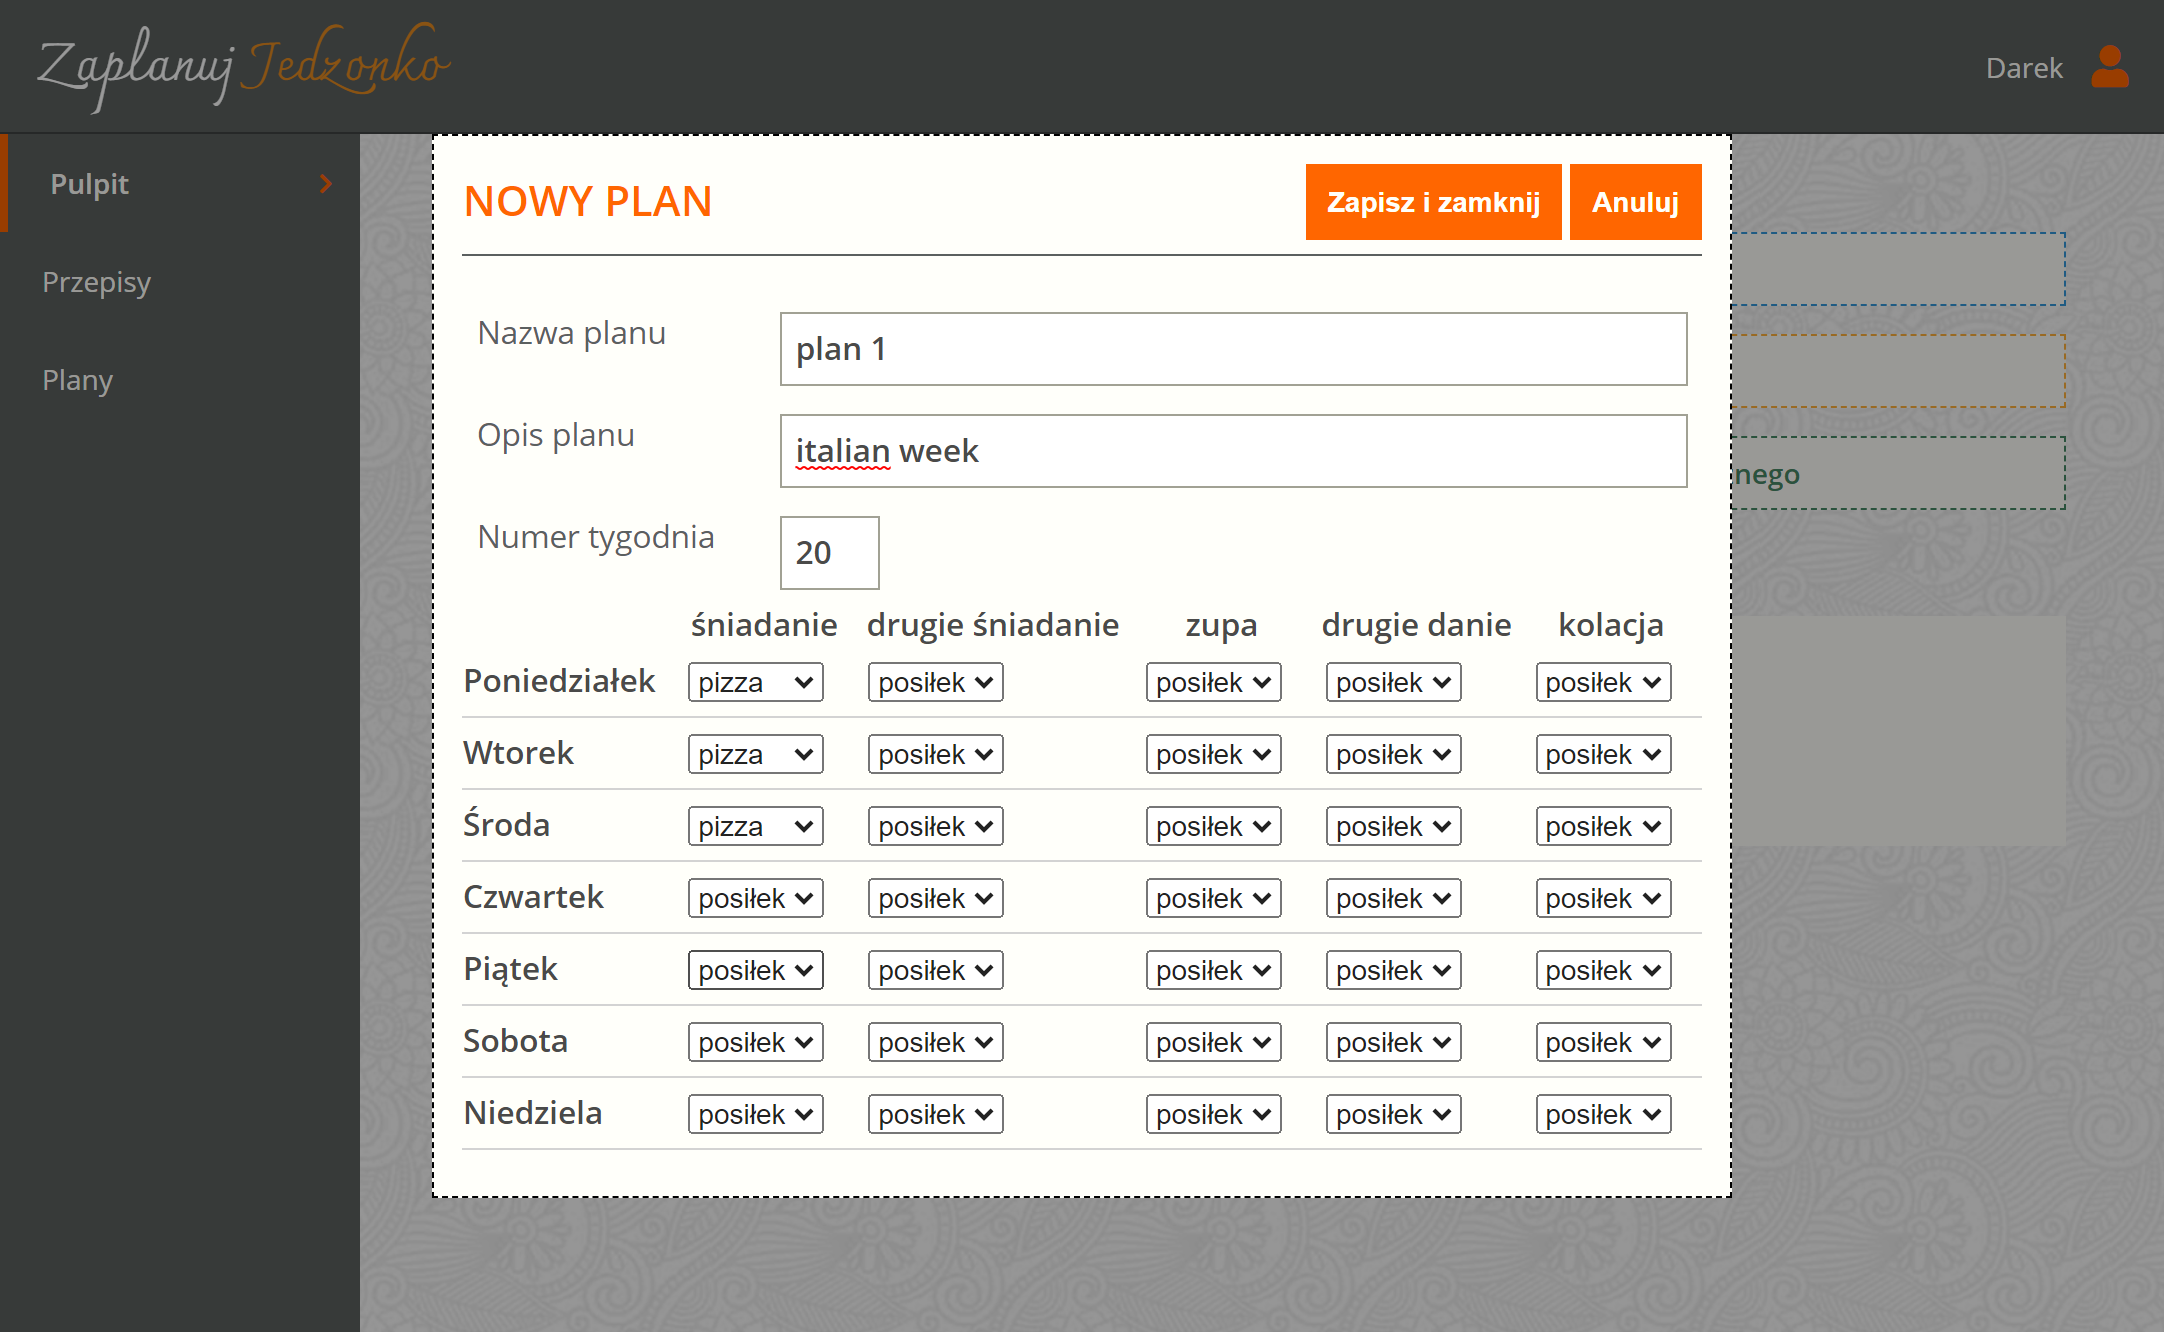 Zaplanuj Jedzonko
Darek
Pulpit
Przepisy
Plany
NOWY PLAN
Zapisz i zamknij
Anuluj
Nazwa planu
plan 1
Opis planu
italian week
Numer tygodnia
20
nego
śniadanie drugie śniadanie zupa drugie danie kolacja
Poniedziałek pizza posiłek posiłek posiłek posiłek
Wtorek pizza posiłek posiłek posiłek posiłek
Środa pizza posiłek posiłek posiłek posiłek
Czwartek posiłek posiłek posiłek posiłek posiłek
Piątek posiłek posiłek posiłek posiłek posiłek
Sobota posiłek posiłek posiłek posiłek posiłek
Niedziela posiłek posiłek posiłek posiłek posiłek